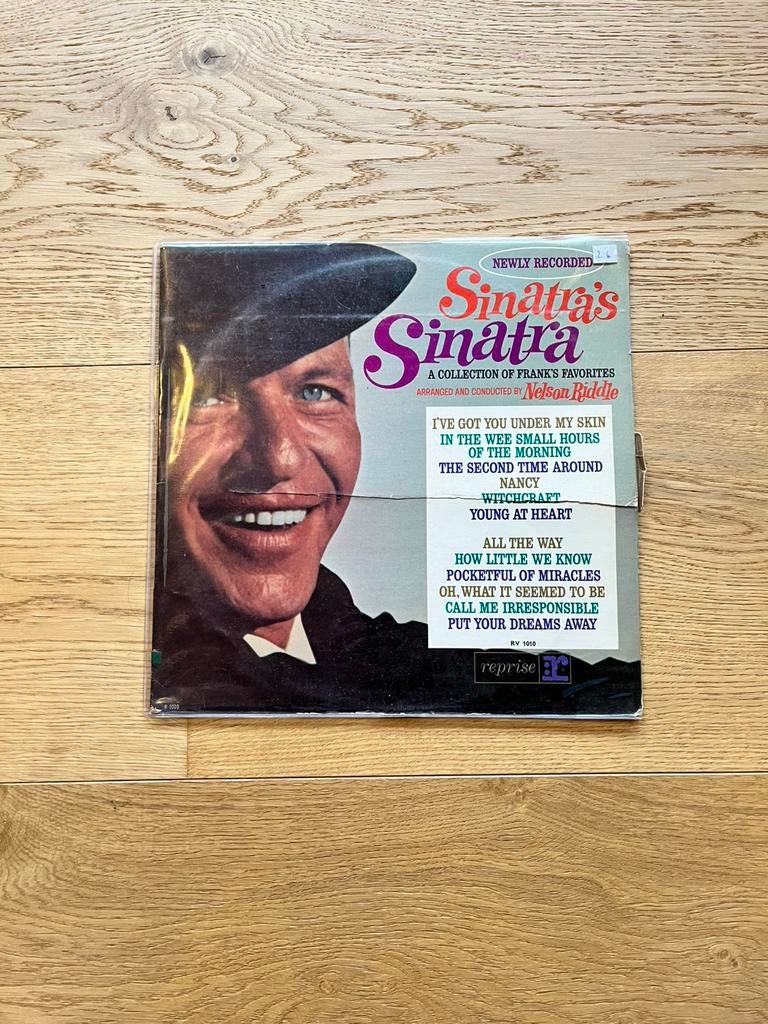 NEWLY RECORDED
26
Sinatra's
Sinatra
A COLLECTION OF FRANK'S FAVORITES
ARRANGED AND CONDUCTED BY Nelson Riddle
I'VE GOT YOU UNDER MY SKIN
IN THE WEE SMALL HOURS
OF THE MORNING
THE SECOND TIME AROUND
NANCY
WITCHCRAFT
YOUNG AT HEART
ALL THE WAY
HOW LITTLE WE KNOW
POCKETFUL OF MIRACLES
OH, WHAT IT SEEMED TO BE
CALL ME IRRESPONSIBLE
PUT YOUR DREAMS AWAY
RV 1010
reprise r